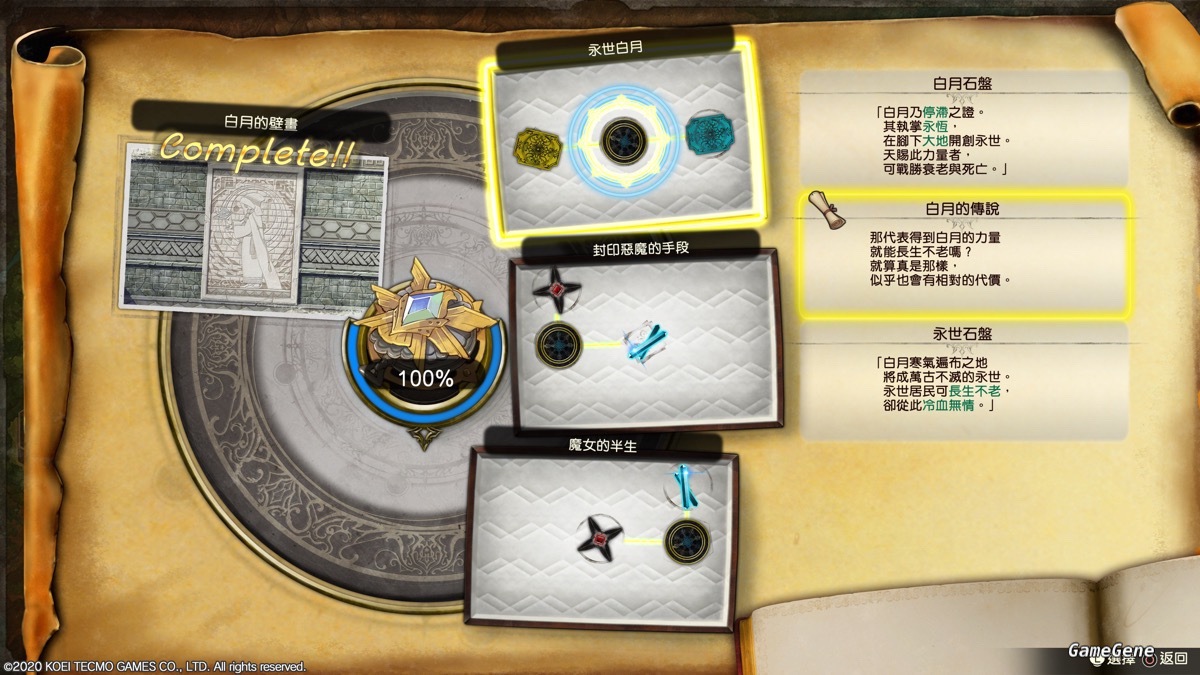 白月的壁畫
Complete!!
100%
永世白月
封印惡魔的手段
魔女的半生
白月石盤
「白月乃停滯之證。
其執掌永恆，
在腳下大地開創永世。
天賜此力量者，
可戰勝衰老與死亡。」
白月的傳說
那代表得到白月的力量
就能長生不老嗎？
就算真是那樣，
似乎也會有相對的代價。
永世石盤
「白月寒氣遍布之地
將成萬古不滅的永世。
永世居民可長生不老，
卻從此冷血無情。」
©2020 KOEI TECMO GAMES CO., LTD. All rights reserved.
GameGene
L 選擇 返回